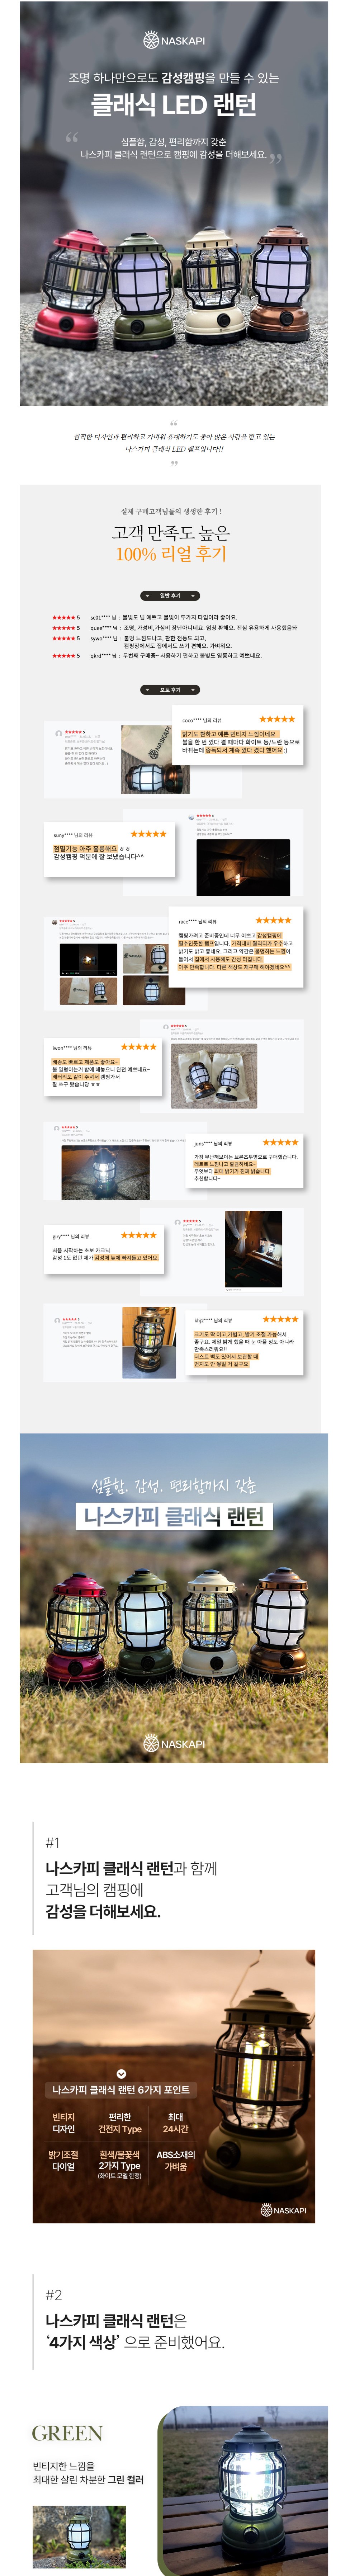 NASKAPI
조명 하나만으로도 감성캠핑을 만들 수 있는
클래식 LED 랜턴
“
심플함, 감성, 편리함까지 갖춘
나스카피 클래식 랜턴으로 캠핑에 감성을 더해보세요.
”
“
깜찍한 디자인과 편리하고 가벼워 휴대하기도 좋아 많은 사랑을 받고 있는
나스카피 클래식 LED 램프입니다!!
”
실제 구매고객님들의 생생한 후기 !
고객 만족도 높은
100% 리얼 후기
일반 후기
★★★★★ 5 sc01**** 님 : 불빛도 넘 예쁘고 불빛이 두가지 타입이라 좋아요.
★★★★★ 5 quee**** 님 : 조명, 가성비,가심비 장난아니네요. 엄청 환해요. 진심 유용하게 사용했음돠
★★★★★ 5 sywo**** 님 : 불멍 느낌도나고, 환한 전용도 되고,
캠핑장에서도 집에서도 쓰기 편해요. 가벼워요.
★★★★★ 5 qkrd**** 님 : 두번째 구매중~ 사용하기 편하고 불빛도 영롱하고 예쁘네요.
포토 후기
coco**** 님의 리뷰 ★★★★★
밝기도 환하고 예쁜 빈티지 느낌이네요.
불을 한 번 껐다 켤 때마다 화이트 등/노란 등으로
바뀌는데 중독되서 계속 껐다 켰다 했어요 :)
suny**** 님의 리뷰 ★★★★★
점멸기능 아주 훌륭해요 ㅎㅎ
감성캠핑 덕분에 잘 보냈습니다^^
race**** 님의 리뷰 ★★★★★
캠핑가려고 준비중인데 너무 이쁘고 감성캠핑에
필수인듯한 램프입니다. 가격대비 퀄리티가 우수하고
밝기도 밝고 좋네요. 그리고 약간은 불멍하는 느낌이
들어서 집에서 사용해도 감성 터집니다.
아주 만족합니다. 다른 색상도 재구매 해야겠네요^^
iwon**** 님의 리뷰 ★★★★★
배송도 빠르고 제품도 좋아요~
불 일렁이는거 밤에 해놓으니 완전 예쁘네요~
배터리도 같이 주셔서 캠핑가서
잘 쓰구 왔습니당 ㅎㅎ
juns**** 님의 리뷰 ★★★★★
가장 무난해보이는 브론즈투명으로 구매했습니다.
레트로 느낌나고 깔끔하네요~
무엇보다 최대 밝기가 진짜 밝습니다.
추천합니다~
giry**** 님의 리뷰 ★★★★★
처음 시작하는 초보 카크닉
감성 1도 없던 제가 감성에 늪에 빠져들고 있어요.
khj2**** 님의 리뷰 ★★★★★
크기도 딱 이고,가볍고, 밝기 조절 가능해서
좋구요. 제일 밝게 했을 때 눈 아플 정도 아니라
만족스러워요!!
더스트 백도 있어서 보관할 때
먼지도 안 쌓일 거 같구요.
심플함. 감성. 편리함까지 갖춘
나스카피 클래식 랜턴
NASKAPI
#1
나스카피 클래식 랜턴과 함께
고객님의 캠핑에
감성을 더해보세요.
나스카피 클래식 랜턴 6가지 포인트
빈티지
디자인
편리한
건전지 Type
최대
24시간
밝기조절
다이얼
흰색/불꽃색
2가지 Type
(화이트 모델 한정)
ABS소재의
가벼움
NASKAPI
#2
나스카피 클래식 랜턴은
‘4가지 색상’ 으로 준비했어요.
GREEN
빈티지한 느낌을
최대한 살린 차분한 그린 컬러